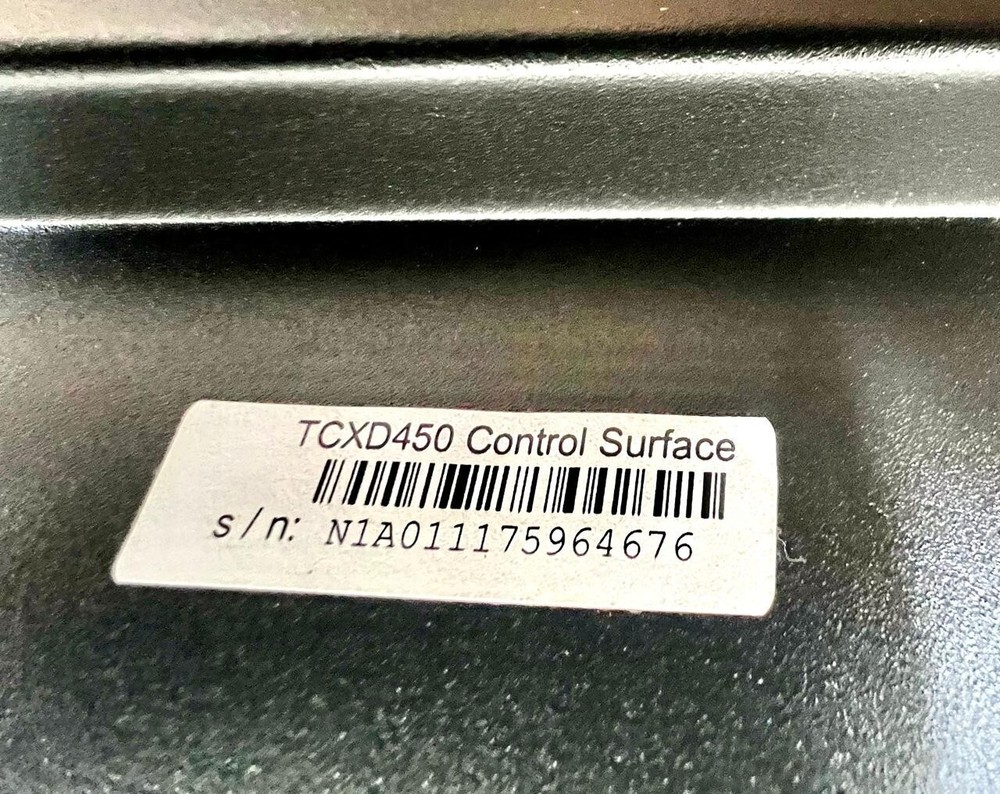 TCXD450 Control Surface
s/n: N1A011175964676